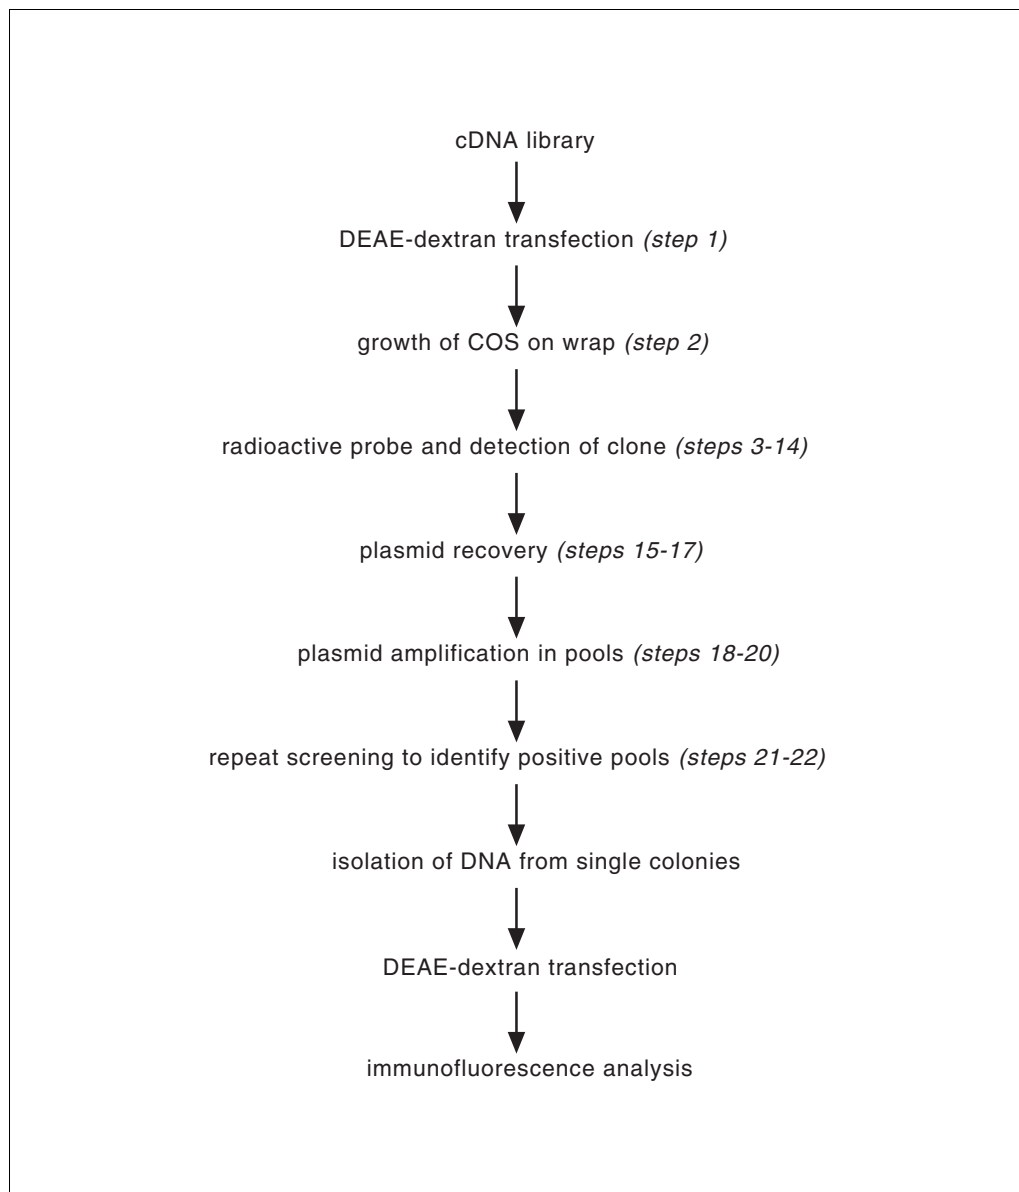 cDNA library
DEAE-dextran transfection (step 1)
growth of COS on wrap (step 2)
radioactive probe and detection of clone (steps 3-14)
plasmid recovery (steps 15-17)
plasmid amplification in pools (steps 18-20)
repeat screening to identify positive pools (steps 21-22)
isolation of DNA from single colonies
DEAE-dextran transfection
immunofluorescence analysis